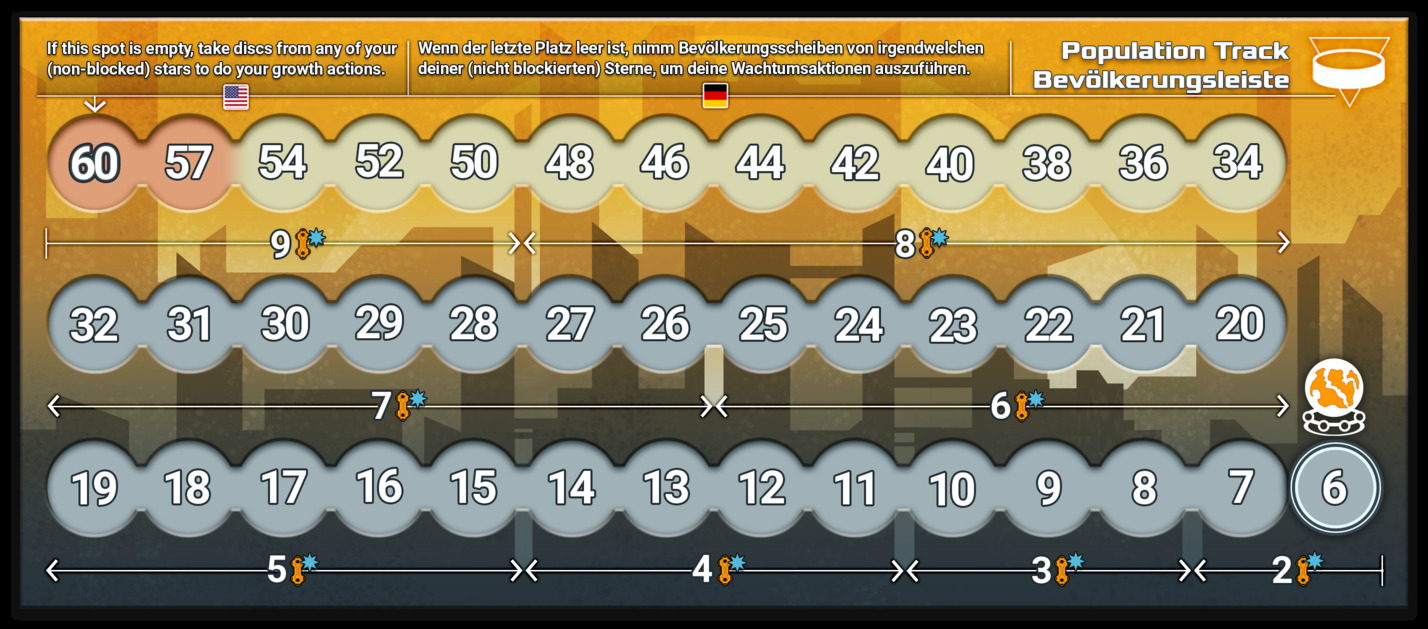 If this spot is empty, take discs from any of your
(non-blocked) stars to do your growth actions.
Wenn der letzte Platz leer ist, nimm Bevölkerungsscheiben von irgendwelchen
deiner (nicht blockierten) Sterne, um deine Wachtumsaktionen auszuführen.
Population Track
Bevölkerungsleiste
60 57 54 52 50 48 46 44 42 40 38 36 34
9 8
32 31 30 29 28 27 26 25 24 23 22 21 20
7 6
19 18 17 16 15 14 13 12 11 10 9 8 7 6
5 4 3 2